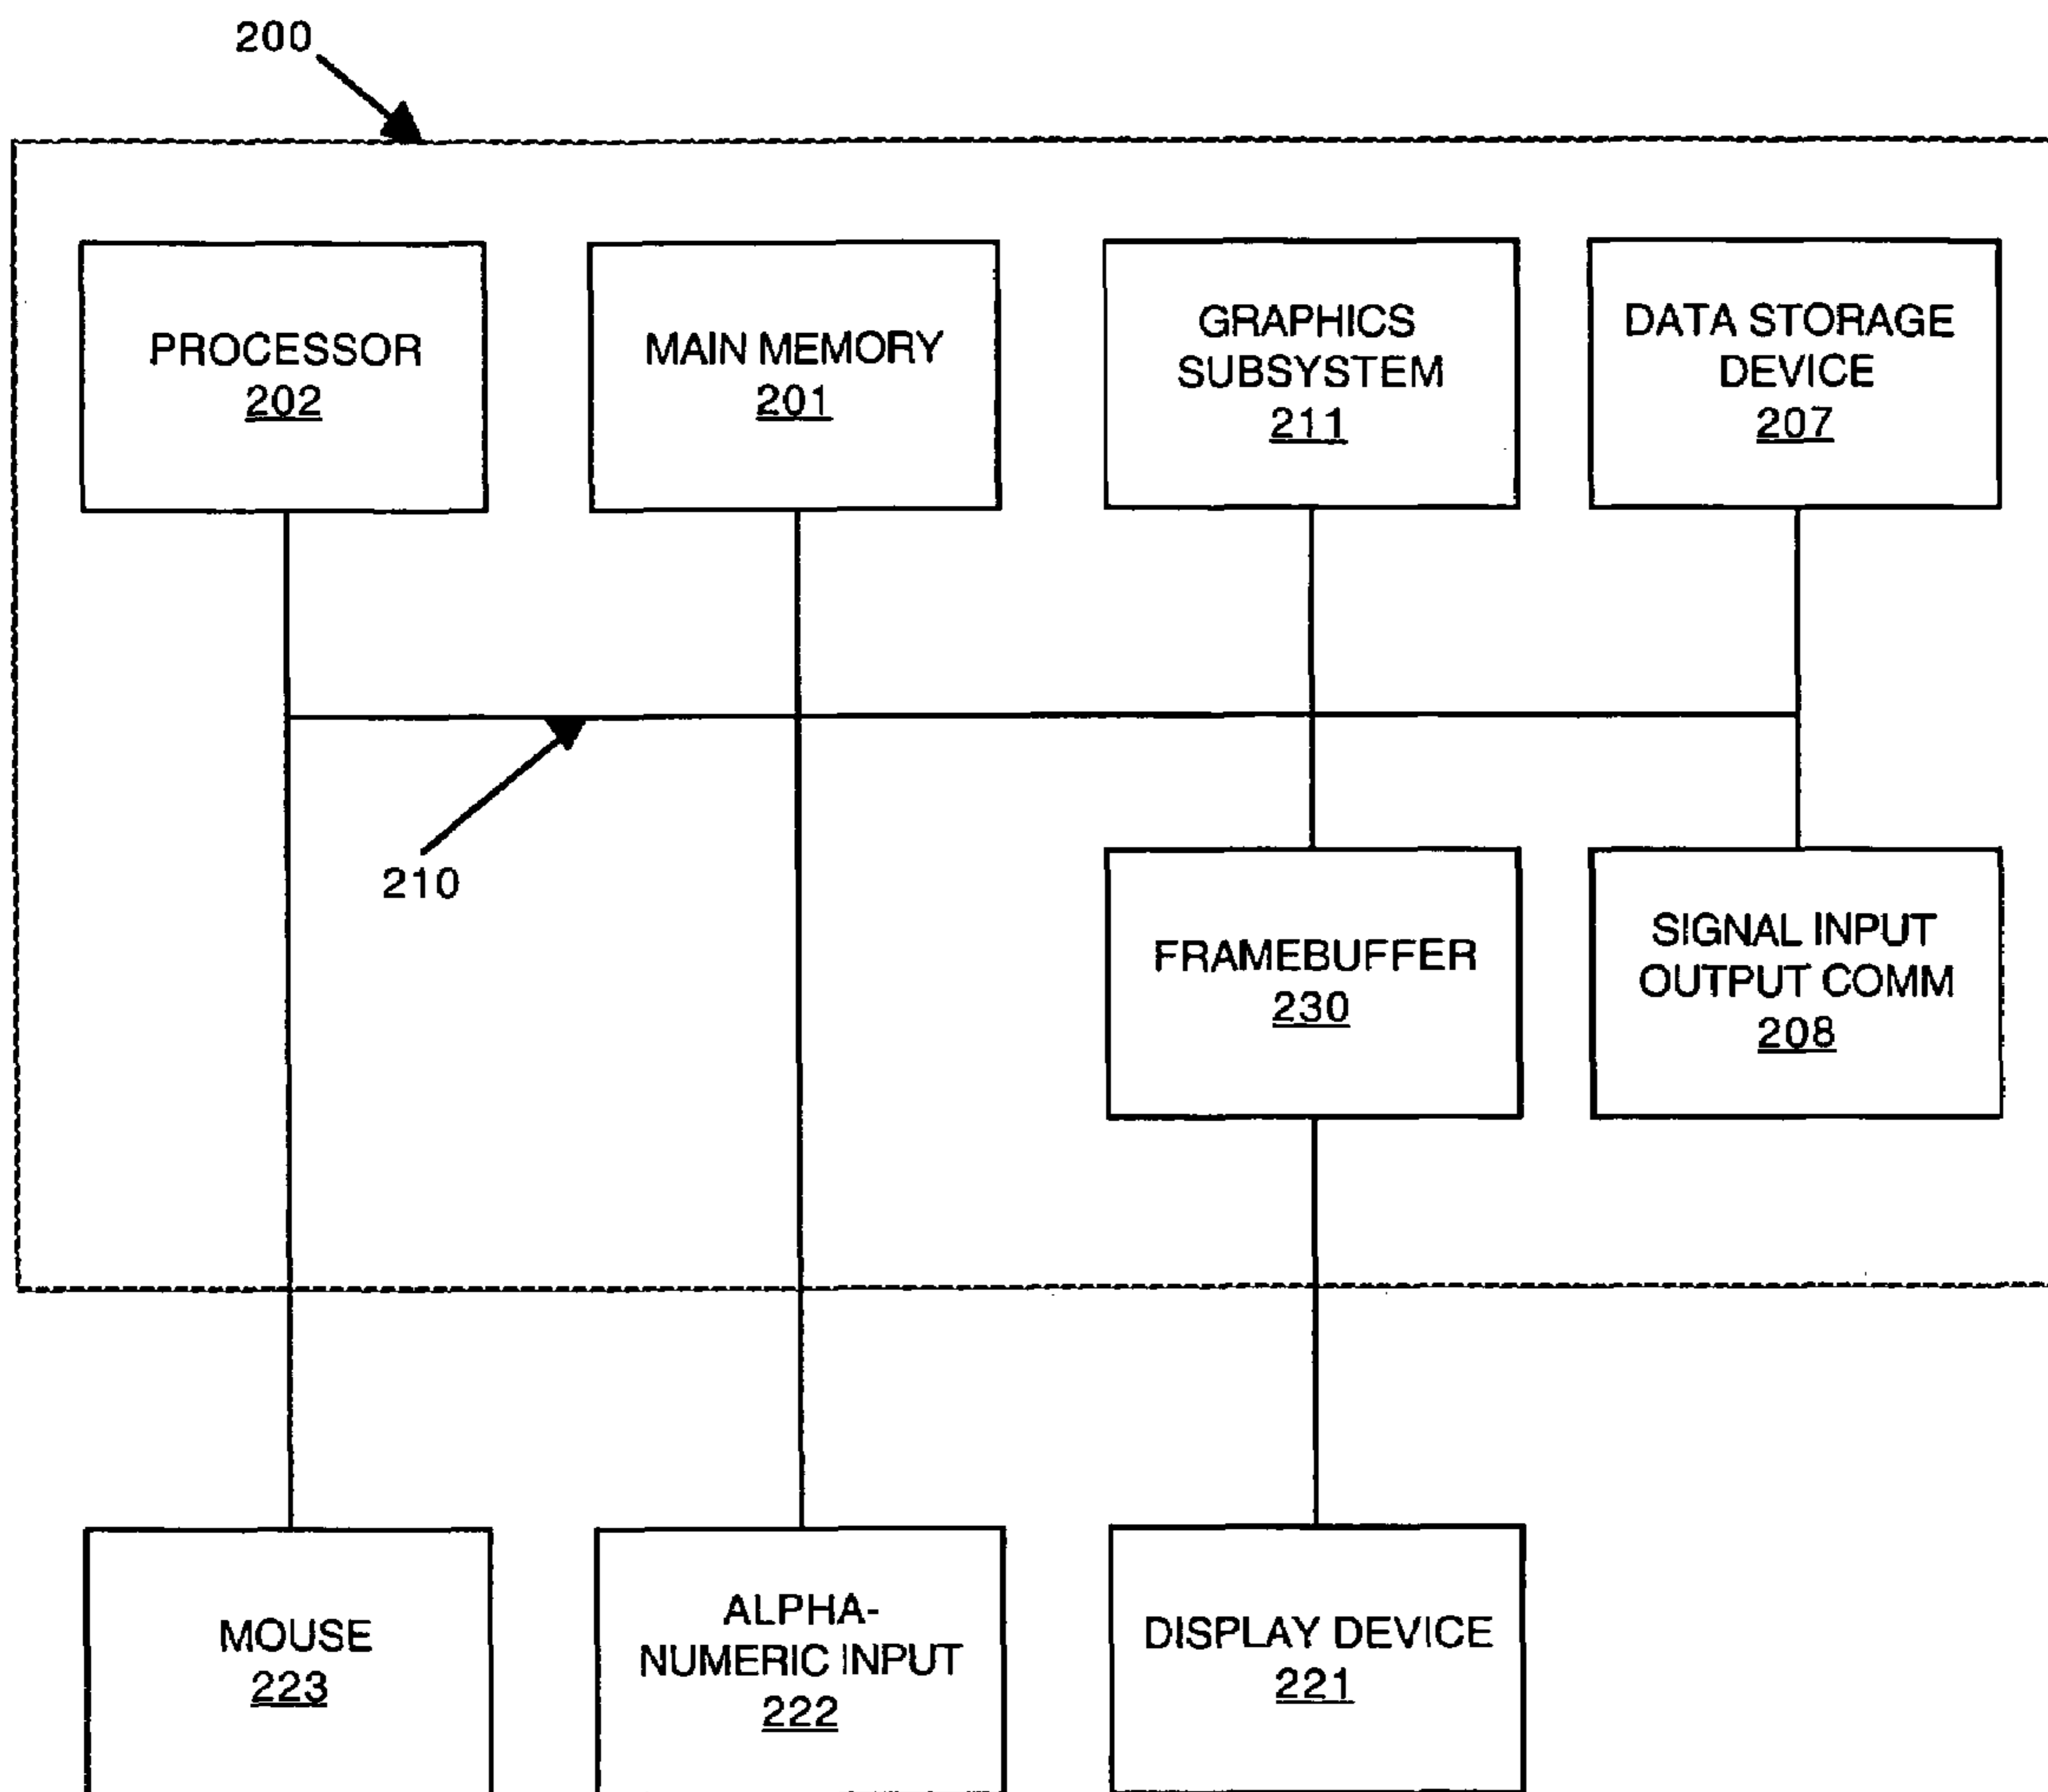 200
PROCESSOR
202
MAIN MEMORY
201
GRAPHICS
SUBSYSTEM
211
DATA STORAGE
DEVICE
207
210
FRAMEBUFFER
230
SIGNAL INPUT
OUTPUT COMM
208
MOUSE
223
ALPHA-
NUMERIC INPUT
222
DISPLAY DEVICE
221